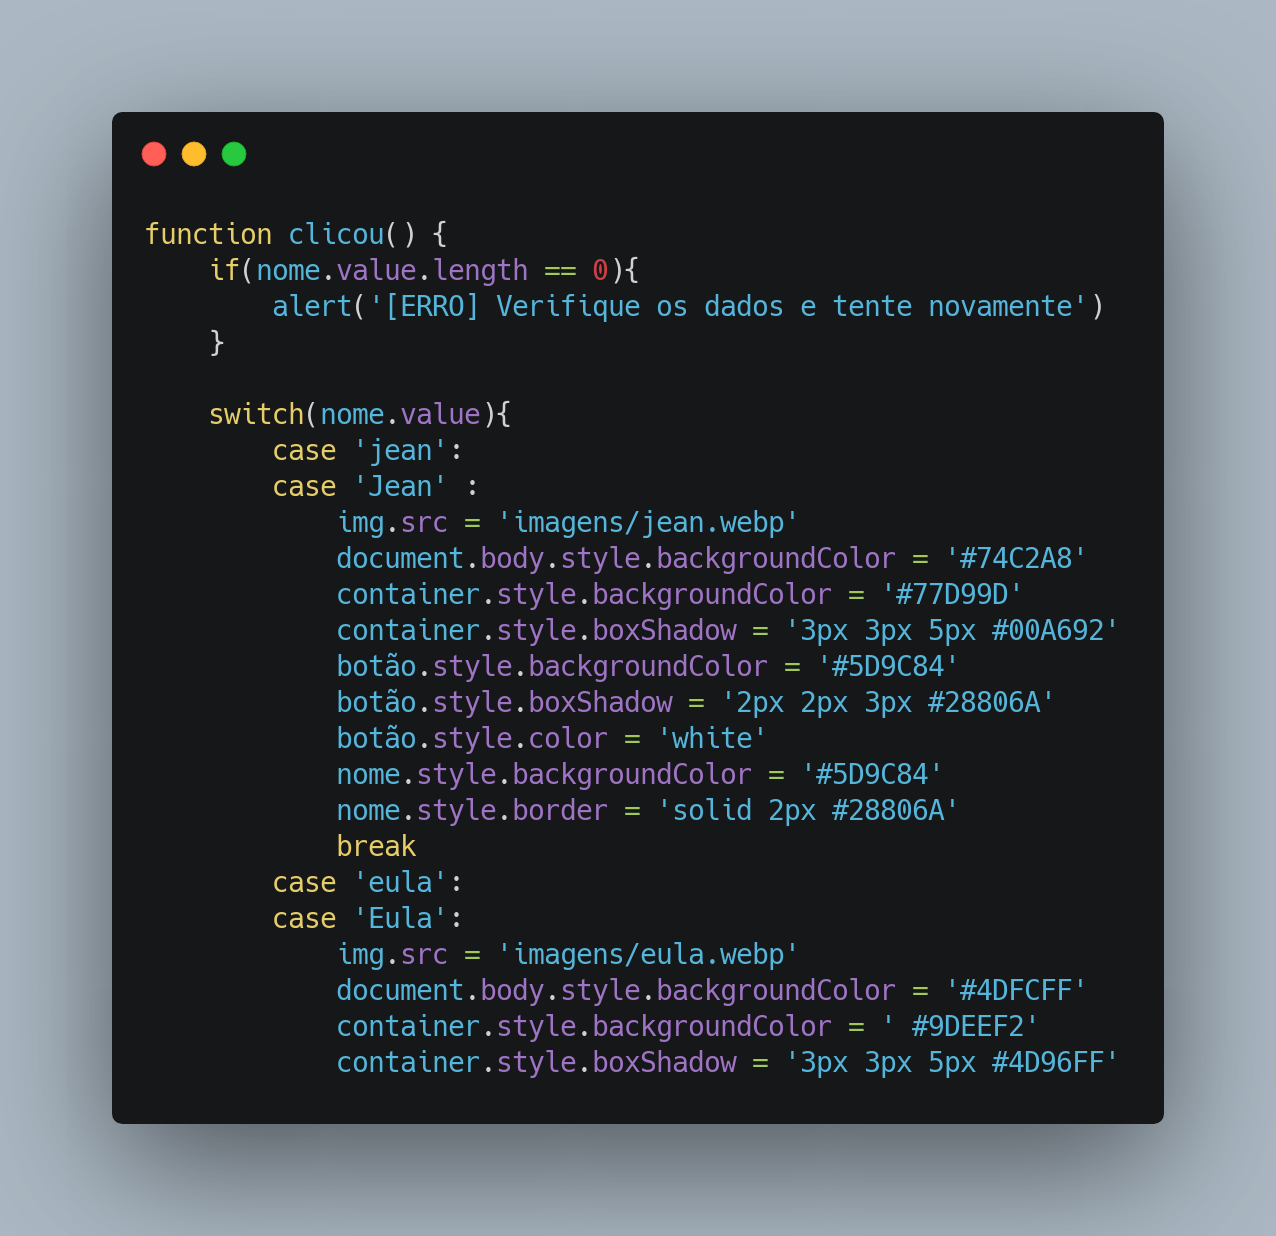 function clicou() {
    if(nome.value.length == 0){
        alert('[ERRO] Verifique os dados e tente novamente')
    }

    switch(nome.value){
        case 'jean':
        case 'Jean' :
            img.src = 'imagens/jean.webp'
            document.body.style.backgroundColor = '#74C2A8'
            container.style.backgroundColor = '#77D99D'
            container.style.boxShadow = '3px 3px 5px #00A692'
            botão.style.backgroundColor = '#5D9C84'
            botão.style.boxShadow = '2px 2px 3px #28806A'
            botão.style.color = 'white'
            nome.style.backgroundColor = '#5D9C84'
            nome.style.border = 'solid 2px #28806A'
            break
        case 'eula':
        case 'Eula':
            img.src = 'imagens/eula.webp'
            document.body.style.backgroundColor = '#4DFCFF'
            container.style.backgroundColor = ' #9DEEF2'
            container.style.boxShadow = '3px 3px 5px #4D96FF'